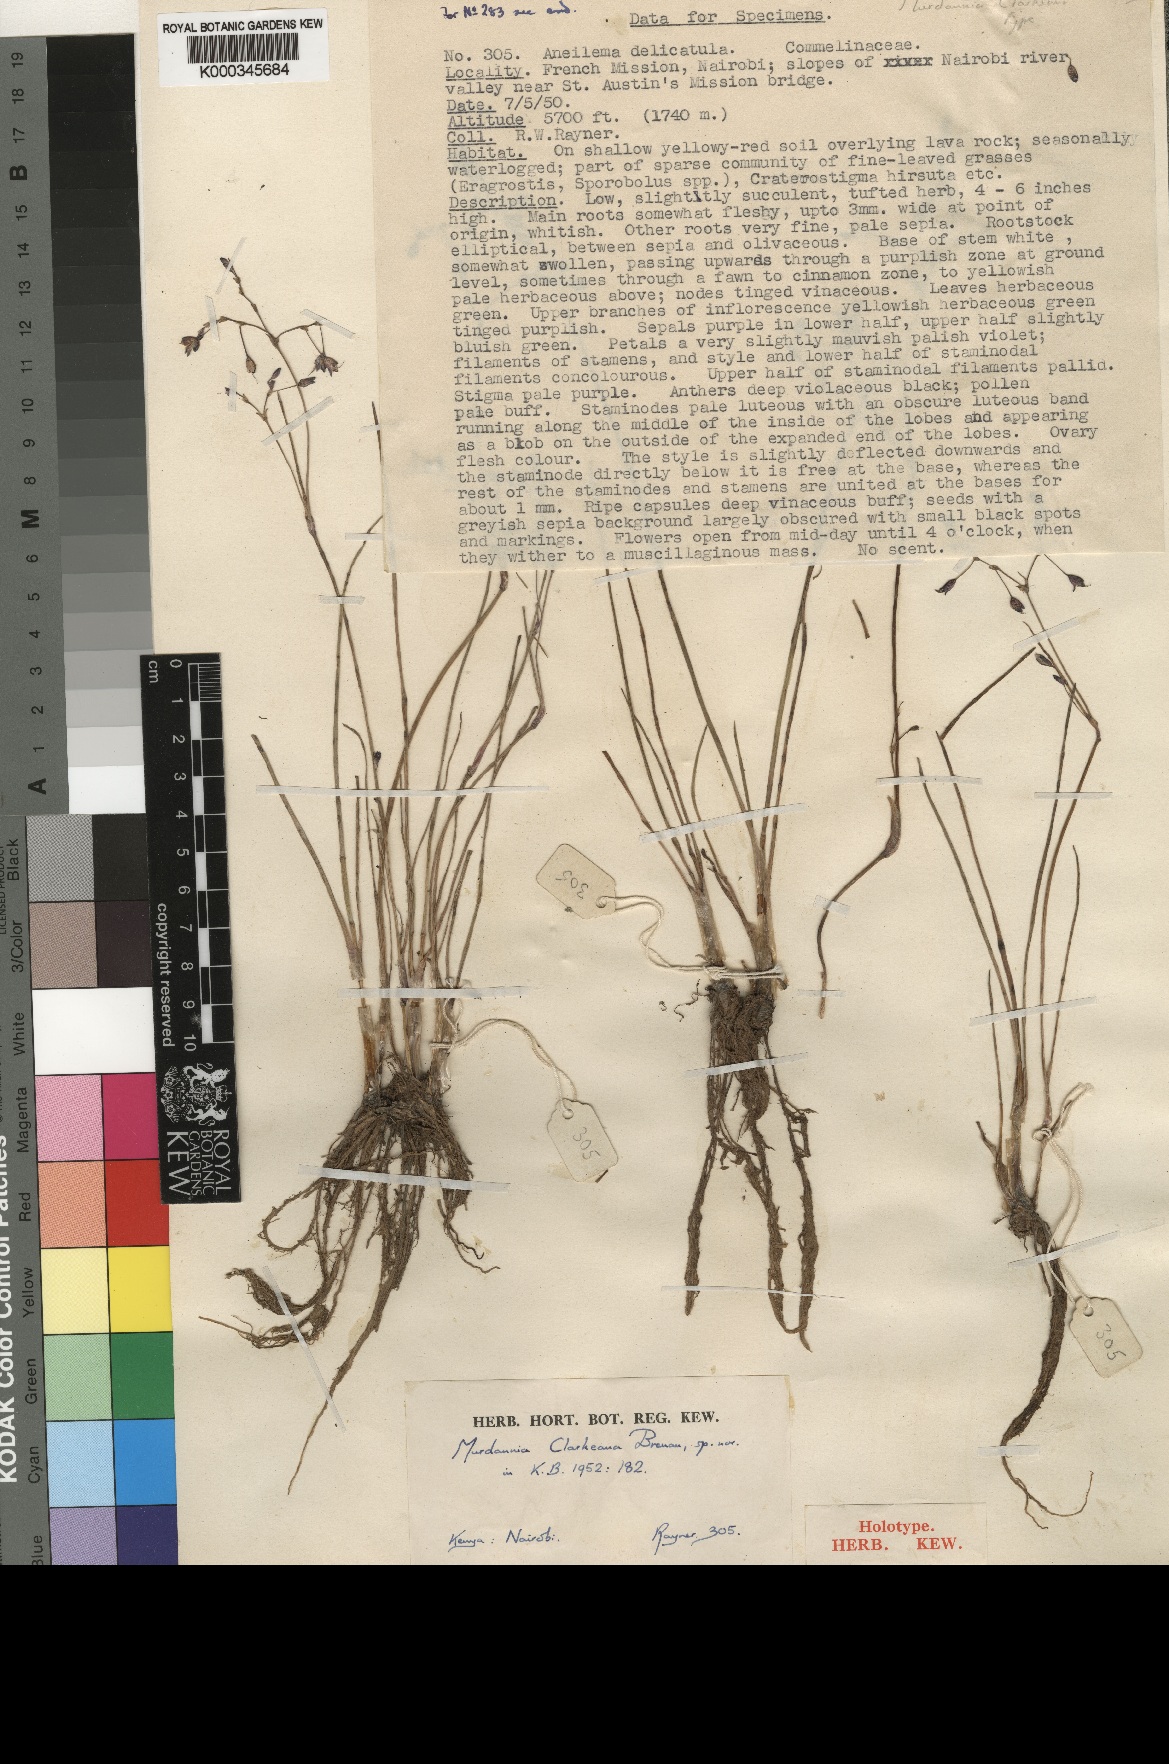 For No 283 see end.
Data for Specimens.
Murdannia Clarkeana
Type
ROYAL BOTANIC GARDENS KEW
K000345684
No. 305. Aneilema delicatula. Commelinaceae.
Locality. French Mission, Nairobi; slopes of river Nairobi river
valley near St. Austin's Mission bridge.
Date. 7/5/50.
Altitude 5700 ft. (1740 m.)
Coll. R.W.Rayner.
Habitat. On shallow yellowy-red soil overlying lava rock; seasonally
waterlogged; part of sparse community of fine-leaved grasses
(Eragrostis, Sporobolus spp.), Craterostigma hirsuta etc.
Description. Low, slightltly succulent, tufted herb, 4 - 6 inches
high. Main roots somewhat fleshy, upto 3mm. wide at point of
origin, whitish. Other roots very fine, pale sepia. Rootstock
elliptical, between sepia and olivaceous. Base of stem white ,
somewhat swollen, passing upwards through a purplish zone at ground
level, sometimes through a fawn to cinnamon zone, to yellowish
pale herbaceous above; nodes tinged vinaceous. Leaves herbaceous
green. Upper branches of inflorescence yellowish herbaceous green
tinged purplish. Sepals purple in lower half, upper half slightly
bluish green. Petals a very slightly mauvish palish violet;
filaments of stamens, and style and lower half of staminodal
filaments concolourous. Upper half of staminodal filaments pallid.
Stigma pale purple. Anthers deep violaceous black; pollen
pale buff. Staminodes pale luteous with an obscure luteous band
running along the middle of the inside of the lobes and appearing
as a blob on the outside of the expanded end of the lobes. Ovary
flesh colour. The style is slightly deflected downwards and
the staminode directly below it is free at the base, whereas the
rest of the staminodes and stamens are united at the bases for
about 1 mm. Ripe capsules deep vinaceous buff; seeds with a
greyish sepia background largely obscured with small black spots
and markings. Flowers open from mid-day until 4 o'clock, when
they wither to a muscillaginous mass. No scent.
19
18
17
B
15
14
13
12
11
10
9
8
M
6
5
4
3
2
1
A
cm
0
1
2
3
4
5
6
7
8
9
10
copyright reserved
ROYAL
BOTANIC
GARDENS
KEW
KODAK Color Control Patches
LICENSED PRODUCT
Black
3/Color
White
Magenta
Red
Yellow
Green
Cyan
Blue
305
305
305
HERB. HORT. BOT. REG. KEW.
Murdannia Clarkeana Brenan, sp. nov.
in K.B. 1952: 182.
Kenya: Nairobi.
Rayner 305.
Holotype.
HERB. KEW.